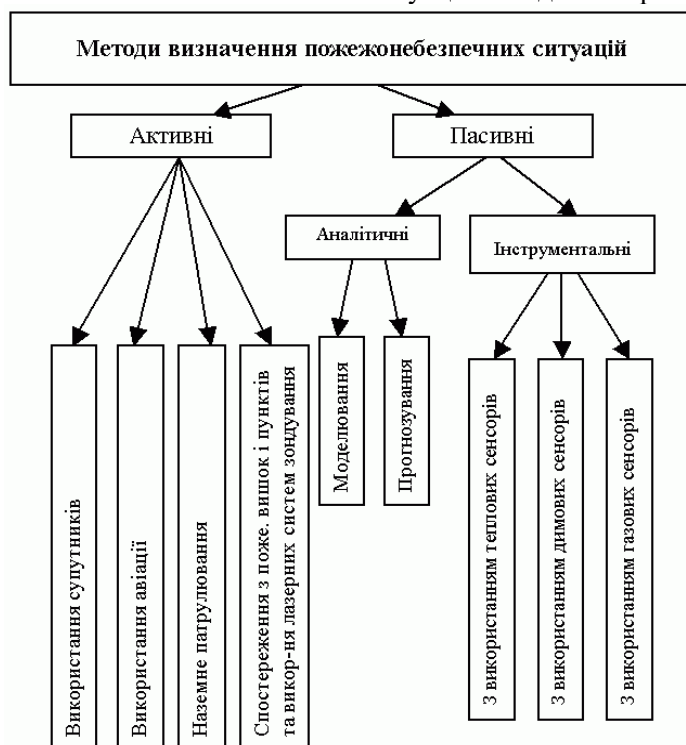 Методи визначення пожежонебезпечних ситуацій
Активні
Пасивні
Аналітичні
Інструментальні
Використання супутників
Використання авіації
Наземне патрулювання
Спостереження з поже. вишок і пунктів
та викор-ня лазерних систем зондування
Моделювання
Прогнозування
З використанням теплових сенсорів
З використанням димових сенсорів
З використанням газових сенсорів